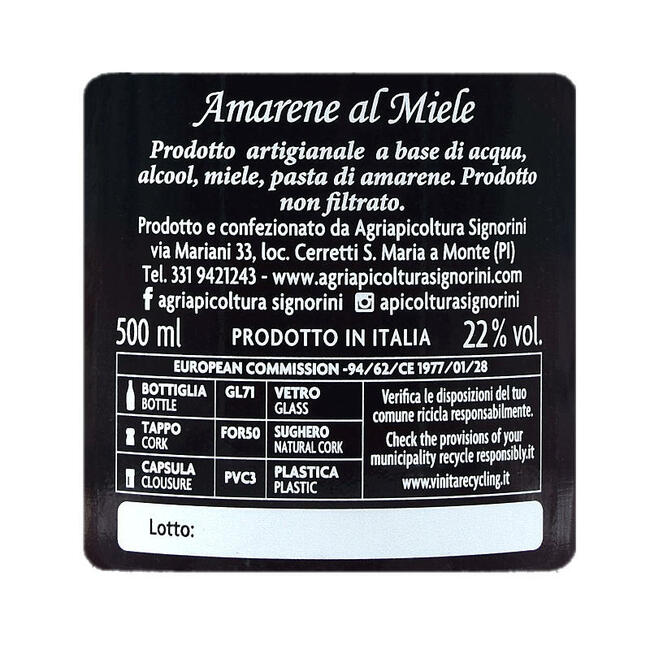 Amarene al Miele
Prodotto artigianale a base di acqua,
alcool, miele, pasta di amarene. Prodotto
non filtrato.
Prodotto e confezionato da Agriapicoltura Signorini
via Mariani 33, loc. Cerretti S. Maria a Monte (PI)
Tel. 331 9421243 - www.agriapicolturasignorini.com
agriapicoltura signorini apicolturasignorini
500 ml PRODOTTO IN ITALIA 22% vol.
EUROPEAN COMMISSION -94/62/CE 1977/01/28
BOTTIGLIA GL71 VETRO
BOTTLE GLASS
TAPPO FOR50 SUGHERO
CORK NATURAL CORK
CAPSULA PVC3 PLASTICA
CLOUSURE PLASTIC
Verifica le disposizioni del tuo
comune ricicla responsabilmente.
Check the provisions of your
municipality recycle responsibly.it
www.vinitarecycling.it
Lotto: